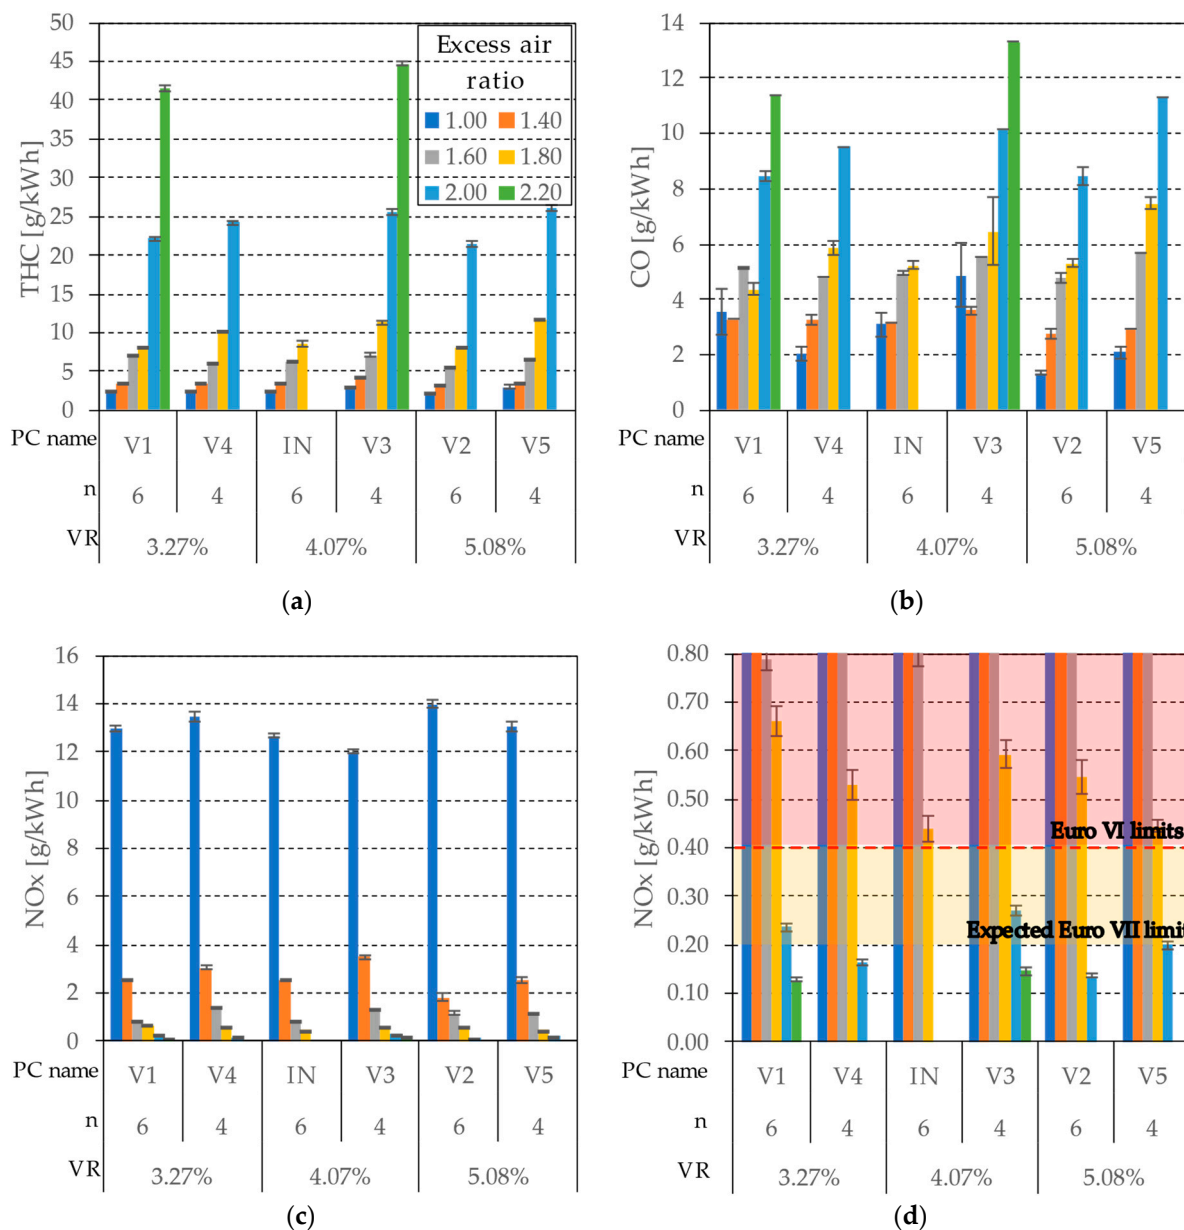 50
45
40
35
30
25
20
15
10
5
0
THC [g/kWh]
Excess air
ratio
1.00 1.40
1.60 1.80
2.00 2.20
PC name V1 V4 IN V3 V2 V5
n 6 4 6 4 6 4
VR 3.27% 4.07% 5.08%
(a)
14
12
10
8
6
4
2
0
CO [g/kWh]
PC name V1 V4 IN V3 V2 V5
n 6 4 6 4 6 4
VR 3.27% 4.07% 5.08%
(b)
16
14
12
10
8
6
4
2
0
NOx [g/kWh]
PC name V1 V4 IN V3 V2 V5
n 6 4 6 4 6 4
VR 3.27% 4.07% 5.08%
(c)
0.80
0.70
0.60
0.50
0.40
0.30
0.20
0.10
0.00
NOx [g/kWh]
Euro VI limits
Expected Euro VII limit
PC name V1 V4 IN V3 V2 V5
n 6 4 6 4 6 4
VR 3.27% 4.07% 5.08%
(d)